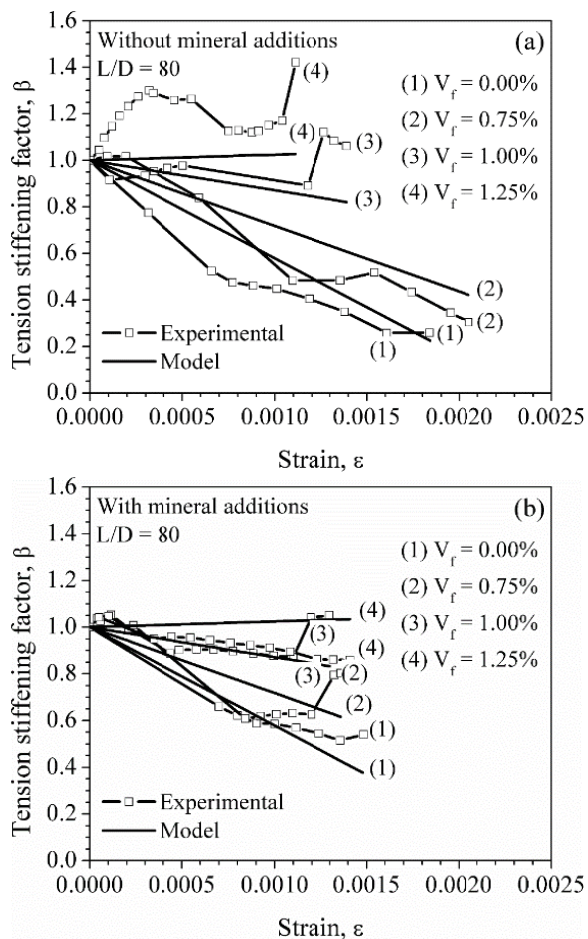 Without mineral additions
L/D = 80
(a)
(1) V_f = 0.00%
(2) V_f = 0.75%
(3) V_f = 1.00%
(4) V_f = 1.25%
(4)
(3)
(4)
(3)
(2)
(2)
(1)
(1)
Experimental
Model
1.6
1.4
1.2
1.0
0.8
0.6
0.4
0.2
0.0
Tension stiffening factor, β
0.0000 0.0005 0.0010 0.0015 0.0020 0.0025
Strain, ε
With mineral additions
L/D = 80
(b)
(1) V_f = 0.00%
(2) V_f = 0.75%
(3) V_f = 1.00%
(4) V_f = 1.25%
(4)
(3)
(4)
(3)
(2)
(2)
(1)
(1)
Experimental
Model
1.6
1.4
1.2
1.0
0.8
0.6
0.4
0.2
0.0
Tension stiffening factor, β
0.0000 0.0005 0.0010 0.0015 0.0020 0.0025
Strain, ε